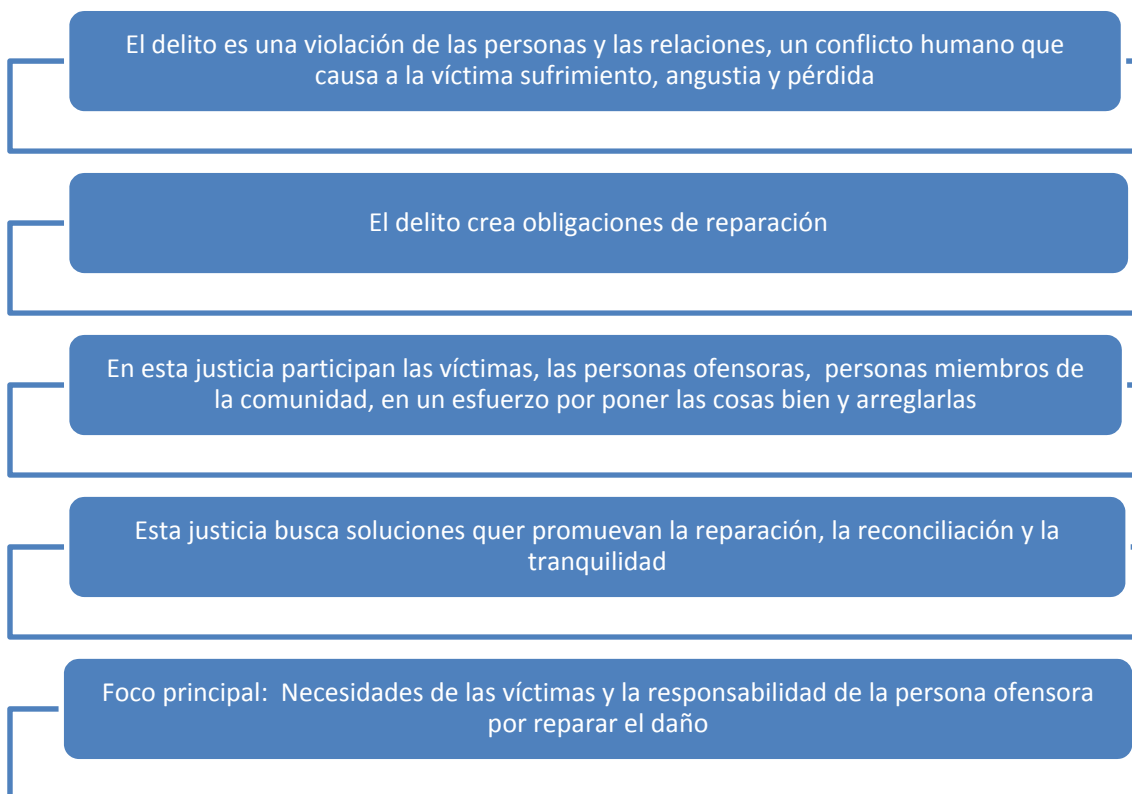 El delito es una violación de las personas y las relaciones, un conflicto humano que
causa a la víctima sufrimiento, angustia y pérdida
El delito crea obligaciones de reparación
En esta justicia participan las víctimas, las personas ofensoras,  personas miembros de
la comunidad, en un esfuerzo por poner las cosas bien y arreglarlas
Esta justicia busca soluciones quer promuevan la reparación, la reconciliación y la
tranquilidad
Foco principal:  Necesidades de las víctimas y la responsabilidad de la persona ofensora
por reparar el daño